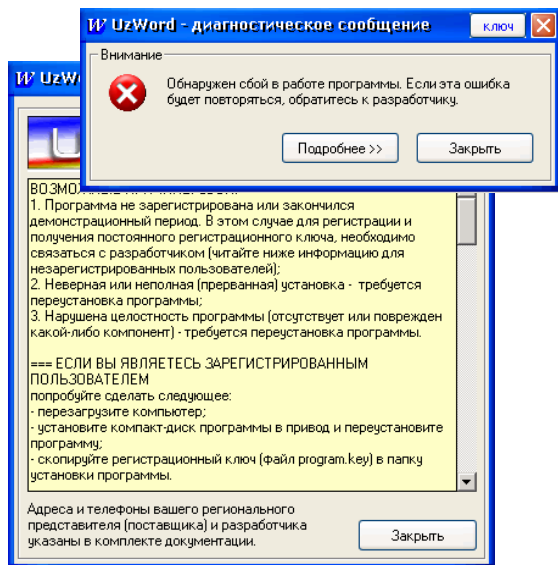 UzWord - диагностическое сообщение
ключ
Внимание
Обнаружен сбой в работе программы. Если эта ошибка
будет повторяться, обратитесь к разработчику.
Подробнее >>
Закрыть
1. Программа не зарегистрирована или закончился
демонстрационный период. В этом случае для регистрации и
получения постоянного регистрационного ключа, необходимо
связаться с разработчиком (читайте ниже информацию для
незарегистрированных пользователей);
2. Неверная или неполная (прерванная) установка - требуется
переустановка программы;
3. Нарушена целостность программы (отсутствует или поврежден
какой-либо компонент) - требуется переустановка программы.
=== ЕСЛИ ВЫ ЯВЛЯЕТЕСЬ ЗАРЕГИСТРИРОВАННЫМ
ПОЛЬЗОВАТЕЛЕМ
попробуйте сделать следующее:
- перезагрузите компьютер;
- установите компакт-диск программы в привод и переустановите
программу;
- скопируйте регистрационный ключ (файл program.key) в папку
установки программы.
Адреса и телефоны вашего регионального
представителя (поставщика) и разработчика
указаны в комплекте документации.
Закрыть